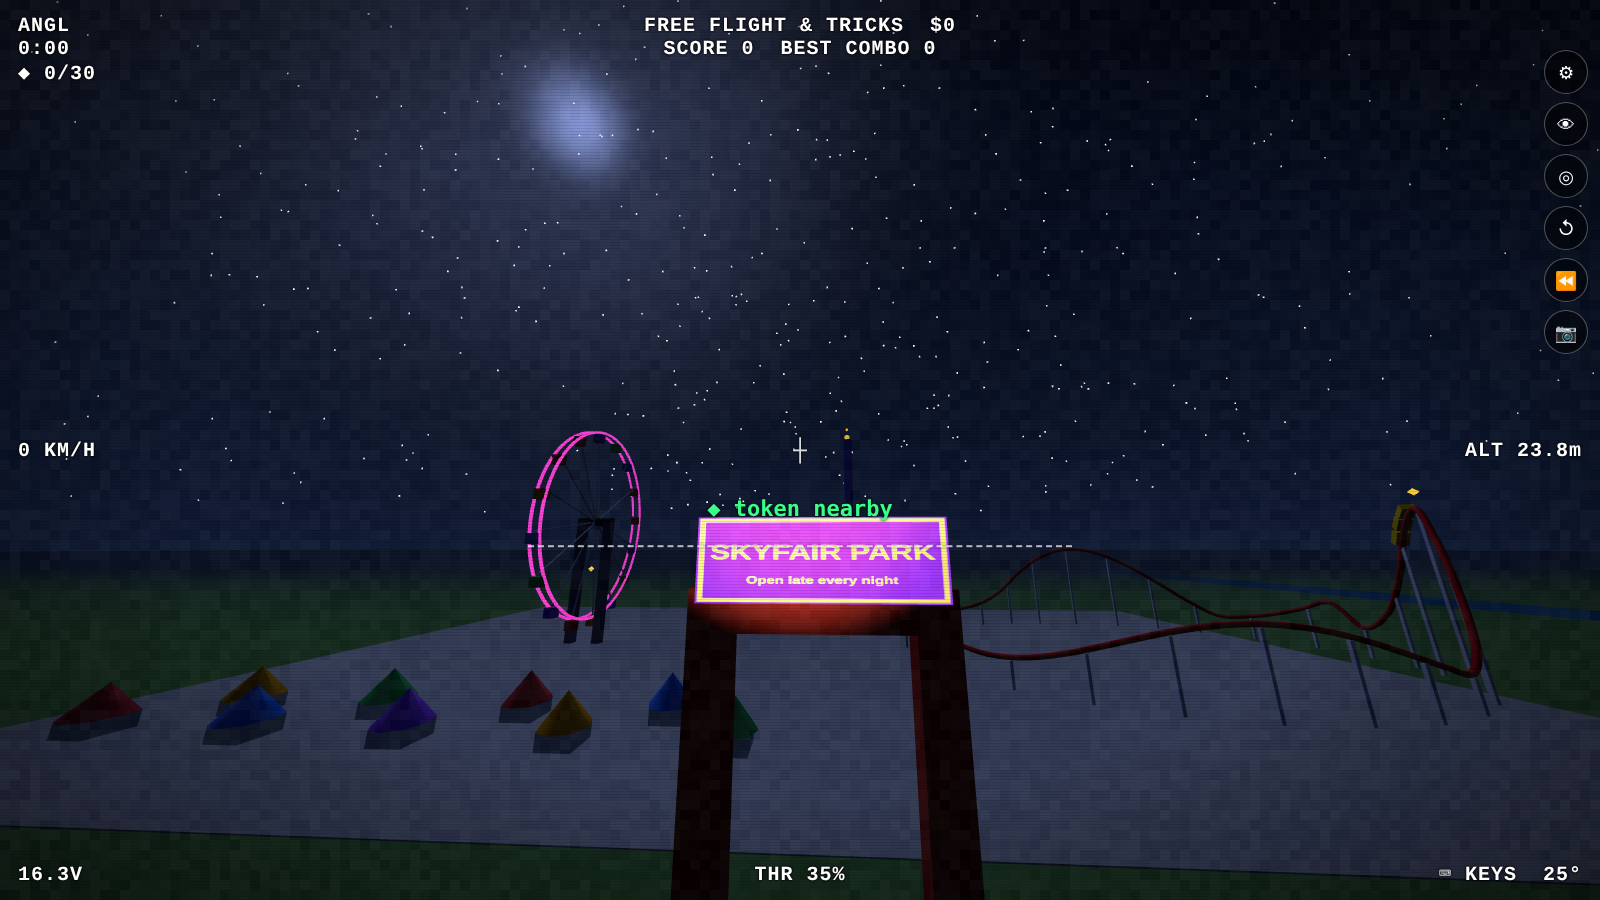 ANGL
0:00
◆ 0/30
FREE FLIGHT & TRICKS $0
SCORE 0 BEST COMBO 0
0 KM/H
ALT 23.8m
◆ token nearby
SKYFAIR PARK
Open late every night
16.3V
THR 35%
KEYS 25°